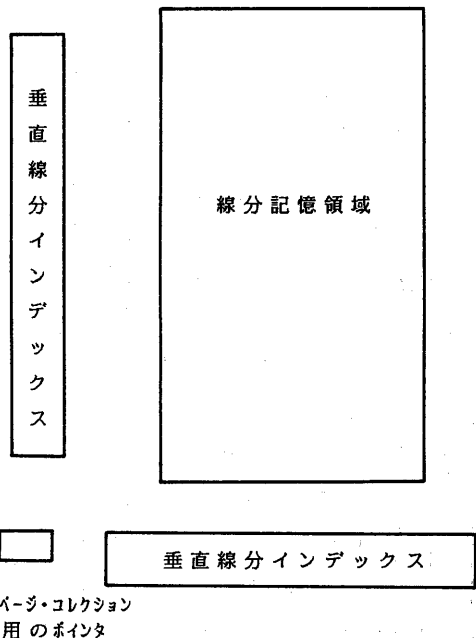 垂直線分インデックス
線分記憶領域
垂直線分インデックス
ページ・コレクション
用のポインタ